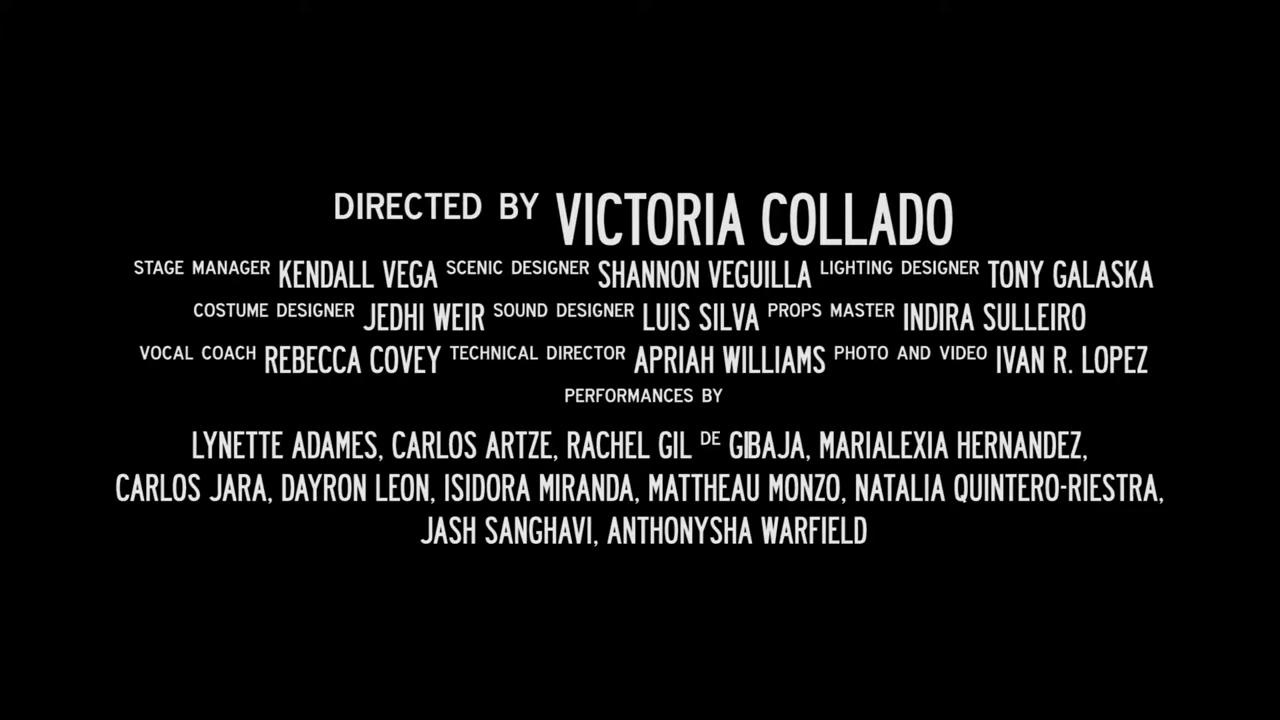 DIRECTED BY VICTORIA COLLADO
STAGE MANAGER KENDALL VEGA SCENIC DESIGNER SHANNON VEGUILLA LIGHTING DESIGNER TONY GALASKA
COSTUME DESIGNER JEDHI WEIR SOUND DESIGNER LUIS SILVA PROPS MASTER INDIRA SULLEIRO
VOCAL COACH REBECCA COVEY TECHNICAL DIRECTOR APRIAH WILLIAMS PHOTO AND VIDEO IVAN R. LOPEZ
PERFORMANCES BY
LYNETTE ADAMES, CARLOS ARTZE, RACHEL GIL DE GIBAJA, MARIALEXIA HERNANDEZ,
CARLOS JARA, DAYRON LEON, ISIDORA MIRANDA, MATTHEAU MONZO, NATALIA QUINTERO-RIESTRA,
JASH SANGHAVI, ANTHONYSHA WARFIELD